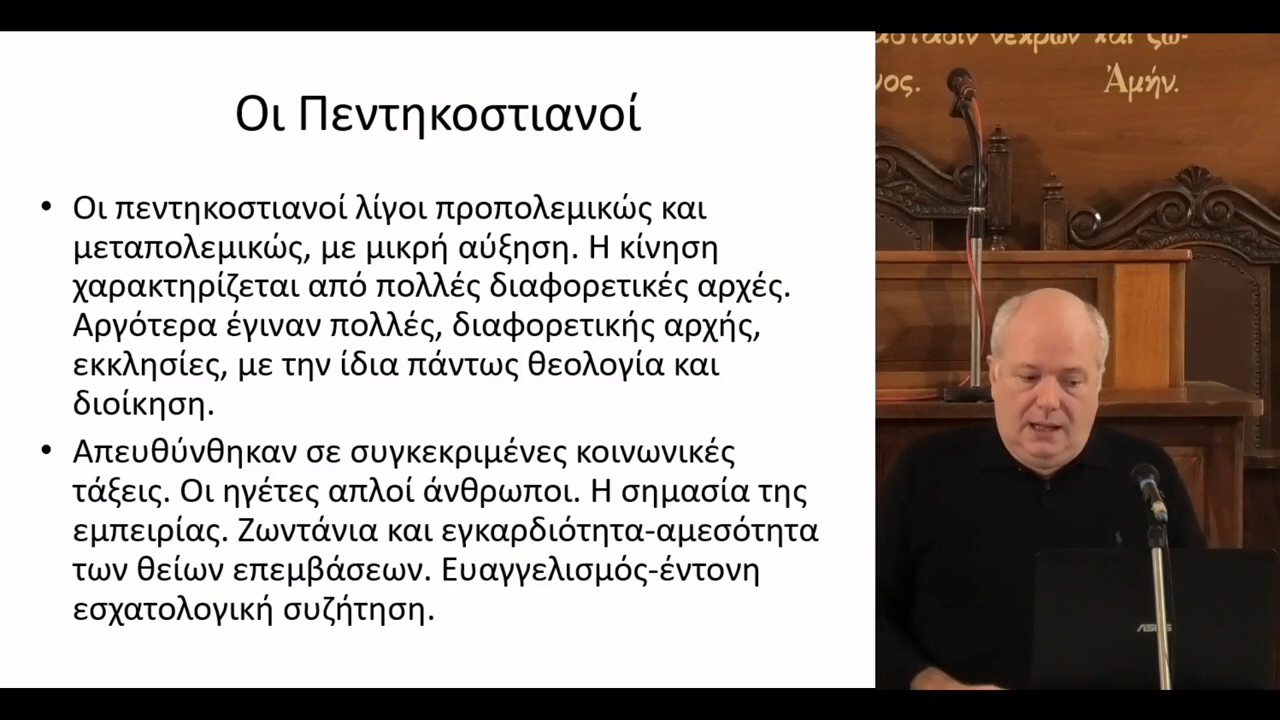 Οι Πεντηκοστιανοί
• Οι πεντηκοστιανοί λίγοι προπολεμικώς και
μεταπολεμικώς, με μικρή αύξηση. Η κίνηση
χαρακτηρίζεται από πολλές διαφορετικές αρχές.
Αργότερα έγιναν πολλές, διαφορετικής αρχής,
εκκλησίες, με την ίδια πάντως θεολογία και
διοίκηση.
• Απευθύνθηκαν σε συγκεκριμένες κοινωνικές
τάξεις. Οι ηγέτες απλοί άνθρωποι. Η σημασία της
εμπειρίας. Ζωντάνια και εγκαρδιότητα-αμεσότητα
των θείων επεμβάσεων. Ευαγγελισμός-έντονη
εσχατολογική συζήτηση.
νεκρῶν καὶ ζω-
Ἀμήν.
ASUS